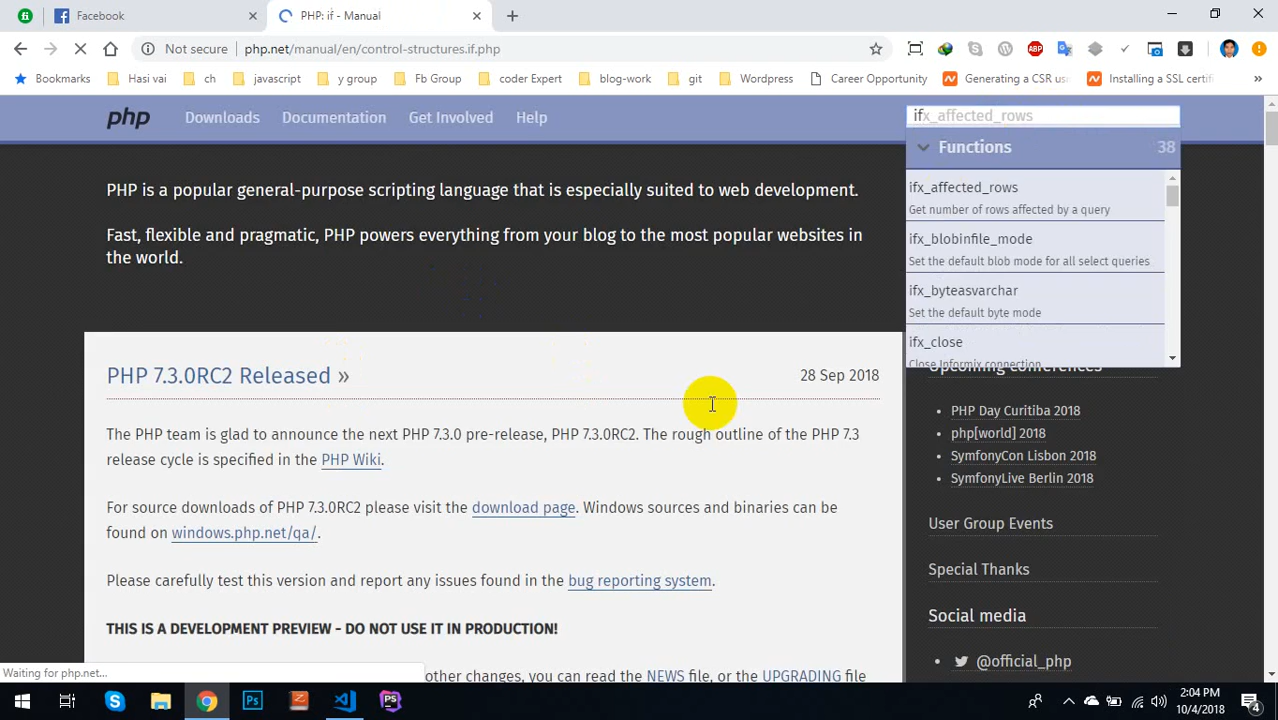 Facebook
PHP: if - Manual
Not secure
php.net/manual/en/control-structures.if.php
ABP
Bookmarks
Hasi vai
ch
javascript
y group
Fb Group
coder Expert
blog-work
git
Wordpress
Career Opportunity
Generating a CSR us
Installing a SSL certifi
»
php
Downloads
Documentation
Get Involved
Help
ifx_affected_rows
Functions
38
ifx_affected_rows
Get number of rows affected by a query
ifx_blobinfile_mode
Set the default blob mode for all select queries
ifx_byteasvarchar
Set the default byte mode
ifx_close
Close Informix connection
PHP is a popular general-purpose scripting language that is especially suited to web development.
Fast, flexible and pragmatic, PHP powers everything from your blog to the most popular websites in
the world.
PHP 7.3.0RC2 Released »
28 Sep 2018
The PHP team is glad to announce the next PHP 7.3.0 pre-release, PHP 7.3.0RC2. The rough outline of the PHP 7.3
release cycle is specified in the PHP Wiki.
For source downloads of PHP 7.3.0RC2 please visit the download page. Windows sources and binaries can be
found on windows.php.net/qa/.
Please carefully test this version and report any issues found in the bug reporting system.
THIS IS A DEVELOPMENT PREVIEW - DO NOT USE IT IN PRODUCTION!
other changes, you can read the NEWS file, or the UPGRADING file
Upcoming conferences
PHP Day Curitiba 2018
php[world] 2018
SymfonyCon Lisbon 2018
SymfonyLive Berlin 2018
User Group Events
Special Thanks
Social media
@official_php
Waiting for php.net...
Ps
PS
2:04 PM
10/4/2018
4